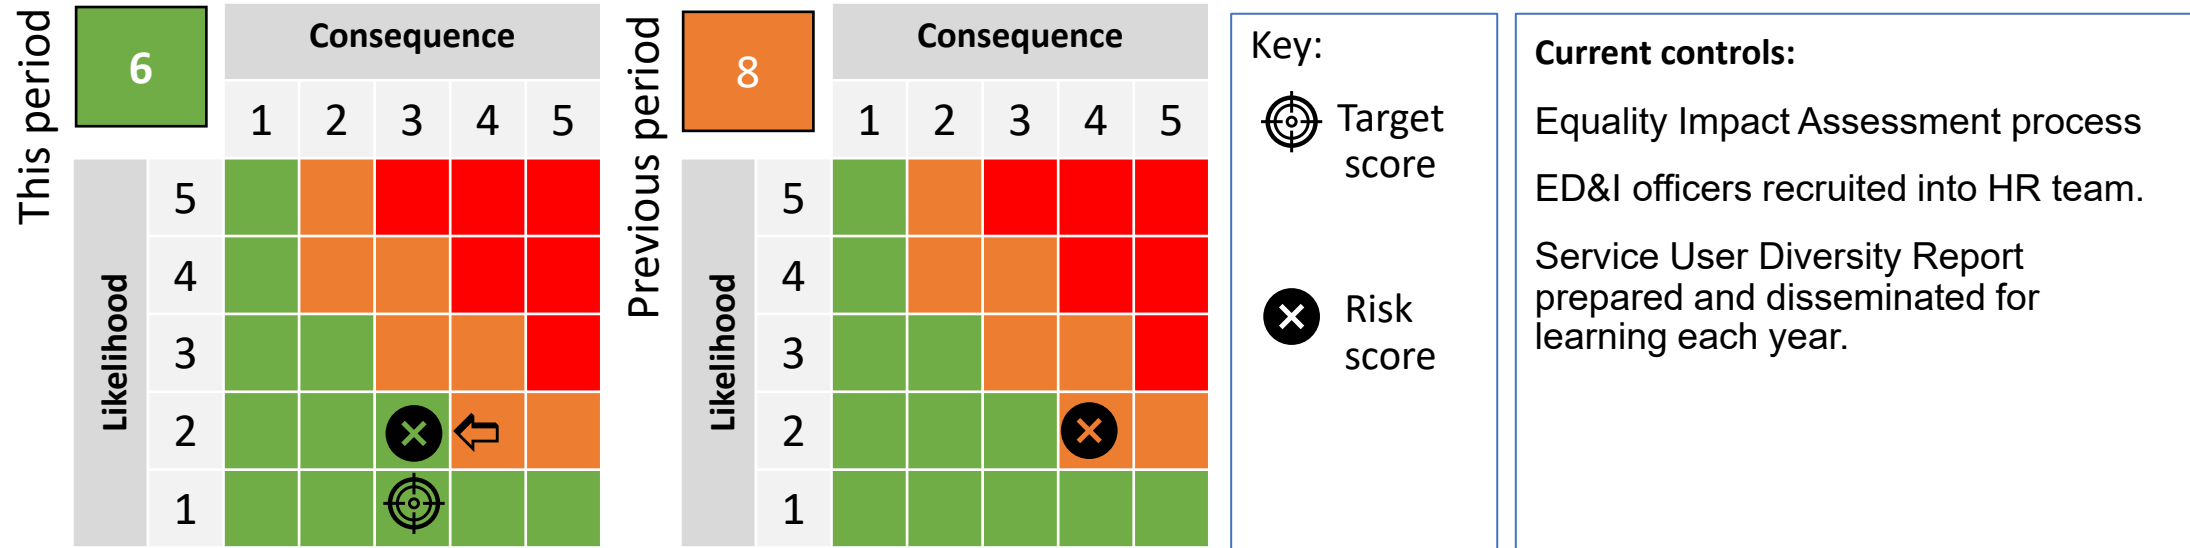 This period
6
Consequence
1 2 3 4 5
Likelihood
5
4
3
2
1
Previous period
8
Consequence
1 2 3 4 5
Likelihood
5
4
3
2
1
Key:
Target
score
Risk
score
Current controls:
Equality Impact Assessment process
ED&I officers recruited into HR team.
Service User Diversity Report
prepared and disseminated for
learning each year.